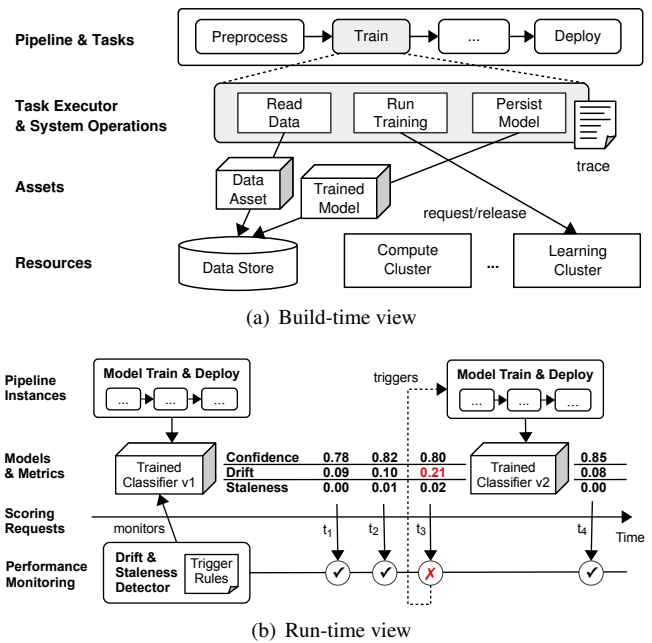 Pipeline & Tasks
Preprocess
Train
...
Deploy
Task Executor
& System Operations
Read
Data
Run
Training
Persist
Model
trace
Assets
Data
Asset
Trained
Model
request/release
Resources
Data Store
Compute
Cluster
...
Learning
Cluster
(a) Build-time view
Pipeline
Instances
Model Train & Deploy
... ... ...
triggers
Model Train & Deploy
... ... ...
Models
& Metrics
Trained
Classifier v1
Confidence 0.78 0.82 0.80
Drift 0.09 0.10 0.21
Staleness 0.00 0.01 0.02
Trained
Classifier v2
0.85
0.08
0.00
Scoring
Requests
monitors
t1 t2 t3 t4
Time
Performance
Monitoring
Drift &
Staleness
Detector
Trigger
Rules
✓ ✓ ✗ ✓
(b) Run-time view